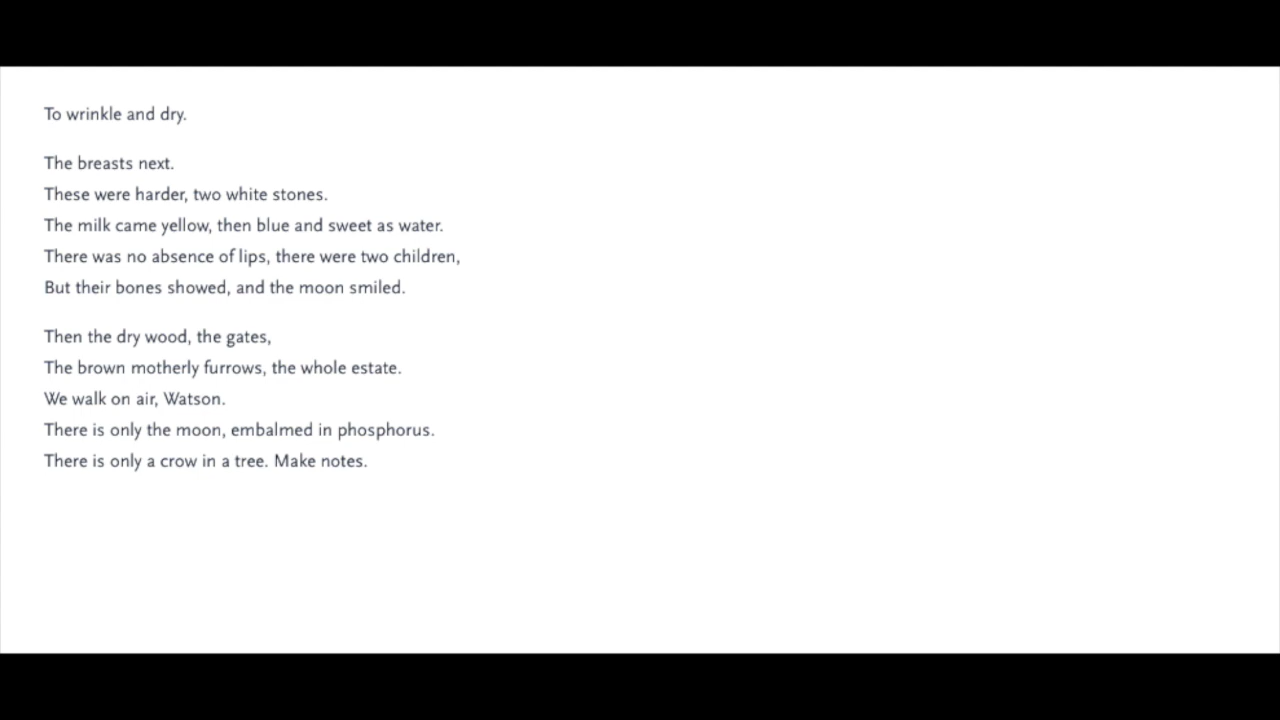 To wrinkle and dry.
The breasts next.
These were harder, two white stones.
The milk came yellow, then blue and sweet as water.
There was no absence of lips, there were two children,
But their bones showed, and the moon smiled.
Then the dry wood, the gates,
The brown motherly furrows, the whole estate.
We walk on air, Watson.
There is only the moon, embalmed in phosphorus.
There is only a crow in a tree. Make notes.